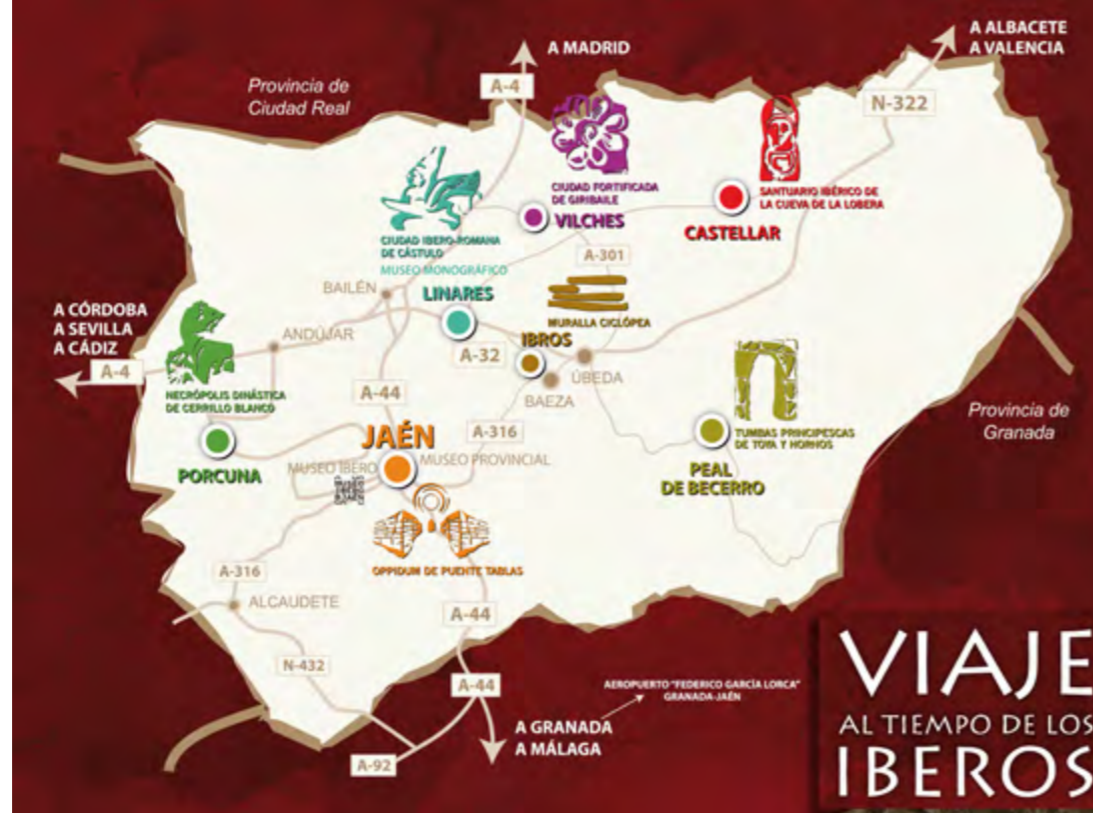 A MADRID
A ALBACETE
A VALENCIA
Provincia de
Ciudad Real
A-4
N-322
CIUDAD FORTIFICADA
DE GIRIBAILE
VILCHES
SANTUARIO IBÉRICO DE
LA CUEVA DE LA LOBERA
CASTELLAR
CIUDAD IBERO-ROMANA
DE CÁSTULO
MUSEO MONOGRÁFICO
LINARES
A-301
BAILÉN
MURALLA CICLÓPEA
IBROS
A CÓRDOBA
A SEVILLA
A CÁDIZ
A-4
ANDÚJAR
A-32
ÚBEDA
BAEZA
NECRÓPOLIS DINÁSTICA
DE CERRILLO BLANCO
PORCUNA
A-44
JAÉN
A-316
MUSEO IBERO
MUSEO PROVINCIAL
TUMBAS PRINCIPESCAS
DE TOYA Y HORNOS
PEAL
DE BECERRO
Provincia de
Granada
OPPIDUM DE PUENTE TABLAS
A-316
ALCAUDETE
A-44
N-432
A-44
AEROPUERTO "FEDERICO GARCÍA LORCA"
GRANADA-JAÉN
A GRANADA
A MÁLAGA
A-92
VIAJE
AL TIEMPO DE LOS
IBEROS